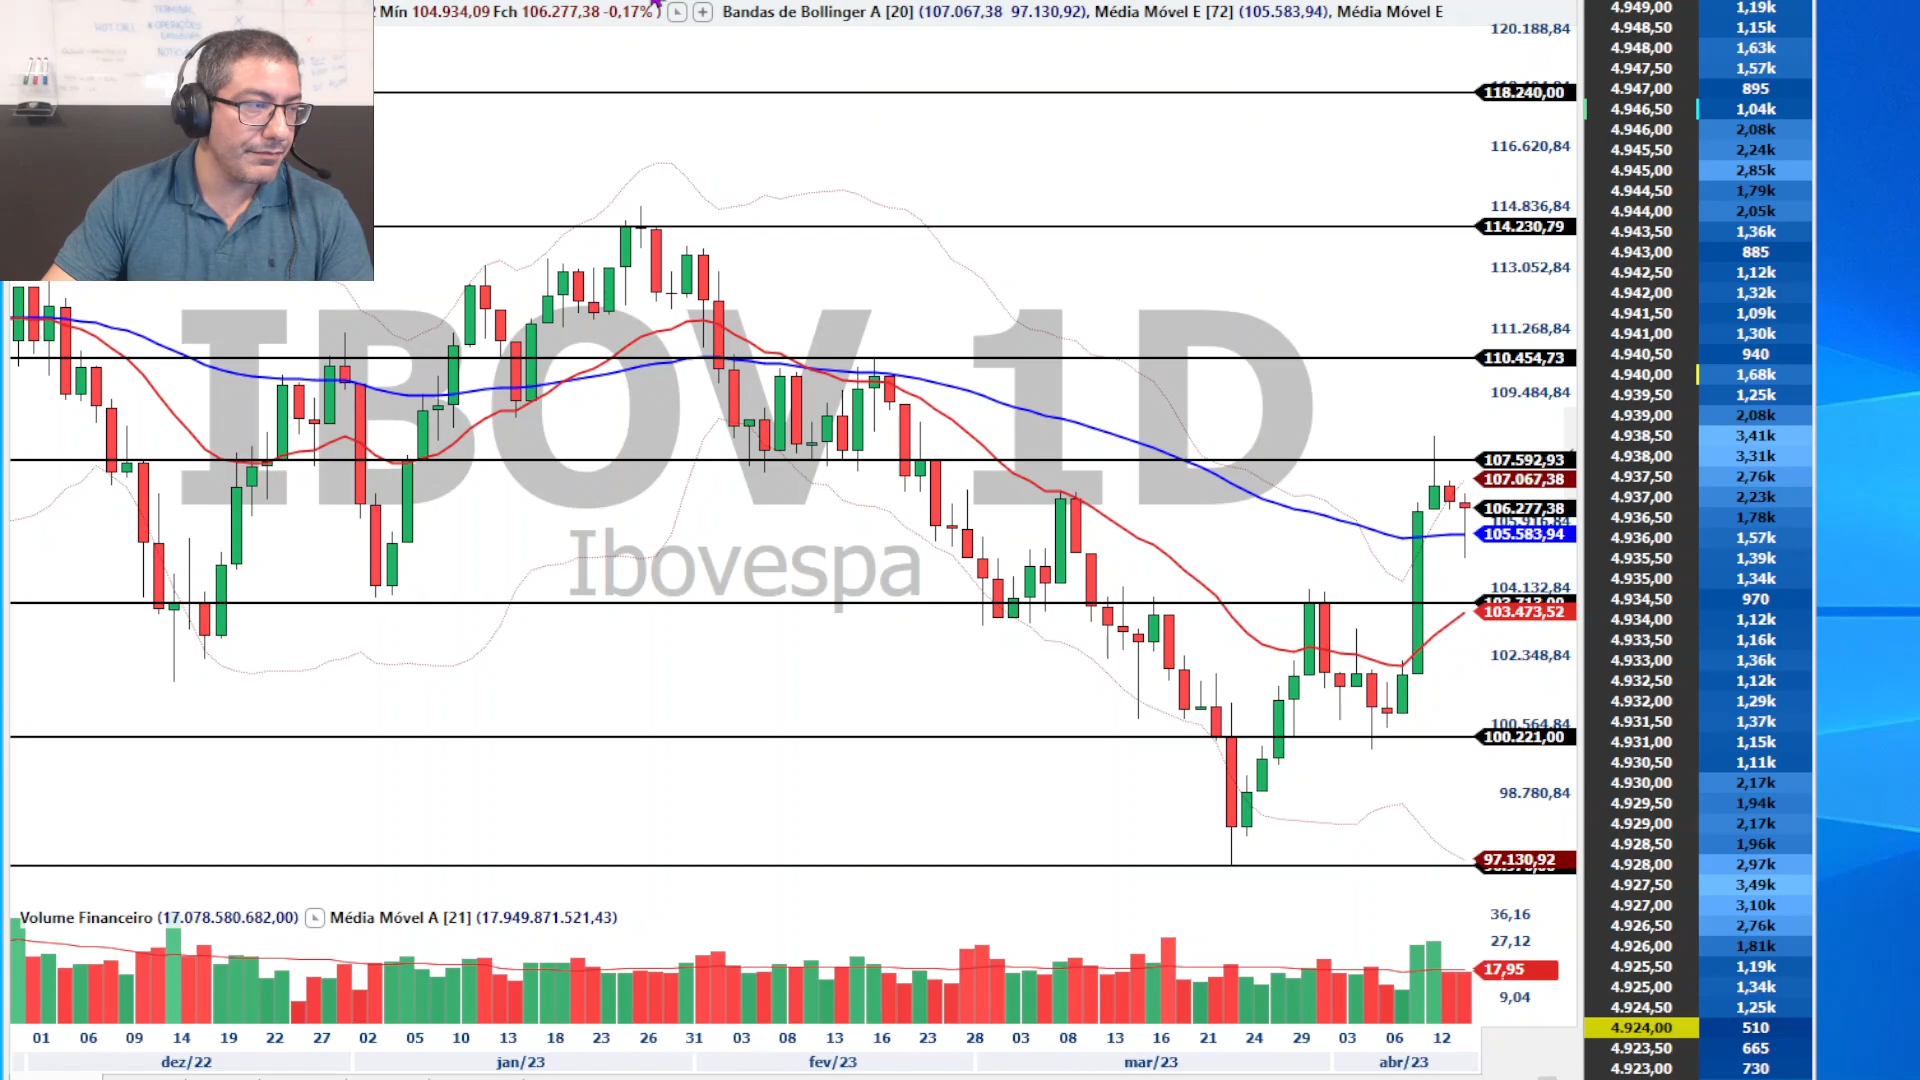 TERMINAL
HOT CALL
X
Mín 104.934,09 Fch 106.277,38 -0,17%
Bandas de Bollinger A [20] (107.067,38 97.130,92), Média Móvel E [72] (105.583,94), Média Móvel E
120.188,84
118.240,00
116.620,84
114.836,84
114.230,79
113.052,84
111.268,84
110.454,73
109.484,84
107.592,93
107.067,38
106.277,38
105.916,84
105.583,94
104.132,84
103.473,52
102.348,84
100.564,84
100.221,00
98.780,84
97.130,92
IBOV 1D
Ibovespa
Volume Financeiro (17.078.580.682,00)
Média Móvel A [21] (17.949.871.521,43)
36,16
27,12
17,95
9,04
01 06 09 14 19 22 27 02 05 10 13 18 23 26 31 03 08 13 16 23 28 03 08 13 16 21 24 29 03 06 12
dez/22 jan/23 fev/23 mar/23 abr/23
4.949,00 1,19k
4.948,50 1,15k
4.948,00 1,63k
4.947,50 1,57k
4.947,00 895
4.946,50 1,04k
4.946,00 2,08k
4.945,50 2,24k
4.945,00 2,85k
4.944,50 1,79k
4.944,00 2,05k
4.943,50 1,36k
4.943,00 885
4.942,50 1,12k
4.942,00 1,32k
4.941,50 1,09k
4.941,00 1,30k
4.940,50 940
4.940,00 1,68k
4.939,50 1,25k
4.939,00 2,08k
4.938,50 3,41k
4.938,00 3,31k
4.937,50 2,76k
4.937,00 2,23k
4.936,50 1,78k
4.936,00 1,57k
4.935,50 1,39k
4.935,00 1,34k
4.934,50 970
4.934,00 1,12k
4.933,50 1,16k
4.933,00 1,36k
4.932,50 1,12k
4.932,00 1,29k
4.931,50 1,37k
4.931,00 1,15k
4.930,50 1,11k
4.930,00 2,17k
4.929,50 1,94k
4.929,00 2,17k
4.928,50 1,96k
4.928,00 2,97k
4.927,50 3,49k
4.927,00 3,10k
4.926,50 2,76k
4.926,00 1,81k
4.925,50 1,19k
4.925,00 1,34k
4.924,50 1,25k
4.924,00 510
4.923,50 665
4.923,00 730